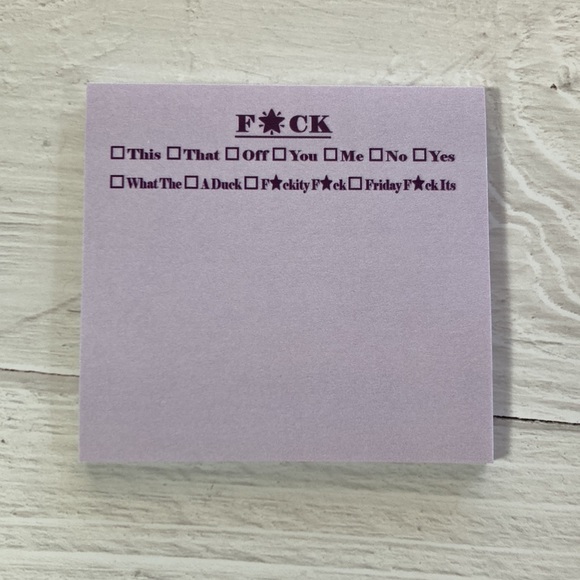 F★CK
☐ This ☐ That ☐ Off ☐ You ☐ Me ☐ No ☐ Yes
☐ What The ☐ A Duck ☐ F★ckity F★ck ☐ Friday F★ck Its